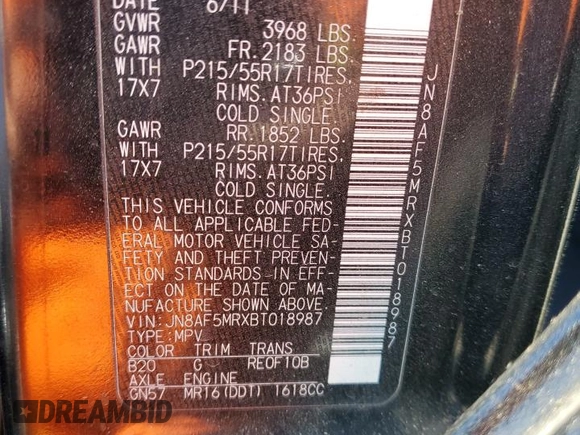 DATE 6/11
GVWR 3968 LBS.
GAWR FR. 2183 LBS.
WITH P215/55R17TIRES,
17X7 RIMS. AT36PSI
COLD SINGLE.
GAWR RR. 1852 LBS.
WITH P215/55R17TIRES,
17X7 RIMS. AT36PSI
COLD SINGLE.
THIS VEHICLE CONFORMS
TO ALL APPLICABLE FED-
ERAL MOTOR VEHICLE SA-
FETY AND THEFT PREVEN-
TION STANDARDS IN EFF-
ECT ON THE DATE OF MA-
NUFACTURE SHOWN ABOVE.
VIN:JN8AF5MRXBT018987
TYPE:MPV
COLOR TRIM TRANS
B20 G RE0F10B
AXLE ENGINE
GN57 MR16(DDT) 1618CC
JN8AF5MRXBT018987
DREAMBID